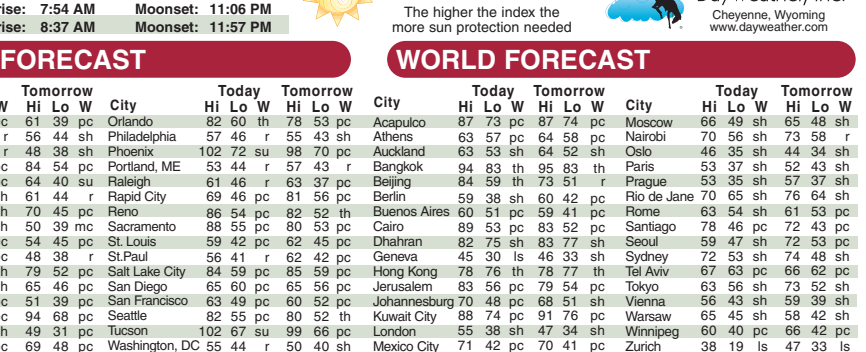 rise: 7:54 AM Moonset: 11:06 PM
rise: 8:37 AM Moonset: 11:57 PM
The higher the index the
more sun protection needed
Cheyenne, Wyoming
www.dayweather.com
FORECAST
WORLD FORECAST
Today Tomorrow Today Tomorrow Today Tomorrow
Tomorrow
W Hi Lo W City Hi Lo W Hi Lo W
c 61 39 pc Orlando 82 60 th 78 53 pc
r 56 44 sh Philadelphia 57 46 r 55 43 sh
r 48 38 sh Phoenix 102 72 su 98 70 pc
c 84 54 pc Portland, ME 53 44 r 57 43 r
c 64 40 su Raleigh 61 46 r 63 37 pc
h 61 44 r Rapid City 69 46 pc 81 56 pc
h 70 45 pc Reno 86 54 pc 82 52 th
h 50 39 mc Sacramento 88 55 pc 80 53 pc
c 54 45 pc St. Louis 59 42 pc 62 45 pc
c 48 38 r St.Paul 56 41 r 62 42 pc
h 79 52 pc Salt Lake City 84 59 pc 85 59 pc
h 65 46 pc San Diego 65 60 pc 65 56 pc
c 51 39 pc San Francisco 63 49 pc 60 52 pc
c 94 68 pc Seattle 82 55 pc 80 52 th
h 49 31 pc Tucson 102 67 su 99 66 pc
c 69 48 pc Washington, DC 55 44 r 50 40 sh
City Hi Lo W Hi Lo W
Acapulco 87 73 pc 87 74 pc
Athens 63 57 pc 64 58 pc
Auckland 63 53 sh 64 52 sh
Bangkok 94 83 th 95 83 th
Beijing 84 59 th 73 51 r
Berlin 59 38 sh 60 42 pc
Buenos Aires 60 51 pc 59 41 pc
Cairo 89 53 pc 83 52 pc
Dhahran 82 75 sh 83 77 sh
Geneva 45 30 ls 46 33 sh
Hong Kong 78 76 th 78 77 th
Jerusalem 83 56 pc 79 54 pc
Johannesburg 70 48 pc 68 51 sh
Kuwait City 88 74 pc 91 76 pc
London 55 38 sh 47 34 sh
Mexico City 71 42 pc 70 41 pc
City Hi Lo W Hi Lo W
Moscow 66 49 sh 65 48 sh
Nairobi 70 56 sh 73 58 r
Oslo 46 35 sh 44 34 sh
Paris 53 37 sh 52 43 sh
Prague 53 35 sh 57 37 sh
Rio de Jane 70 65 sh 76 64 sh
Rome 63 54 sh 61 53 pc
Santiago 78 46 pc 72 43 pc
Seoul 59 47 sh 72 53 pc
Sydney 72 53 sh 74 48 sh
Tel Aviv 67 63 pc 66 62 pc
Tokyo 63 56 sh 73 52 sh
Vienna 56 43 sh 59 39 sh
Warsaw 65 45 sh 58 42 sh
Winnipeg 60 40 pc 66 42 pc
Zurich 38 19 ls 47 33 ls